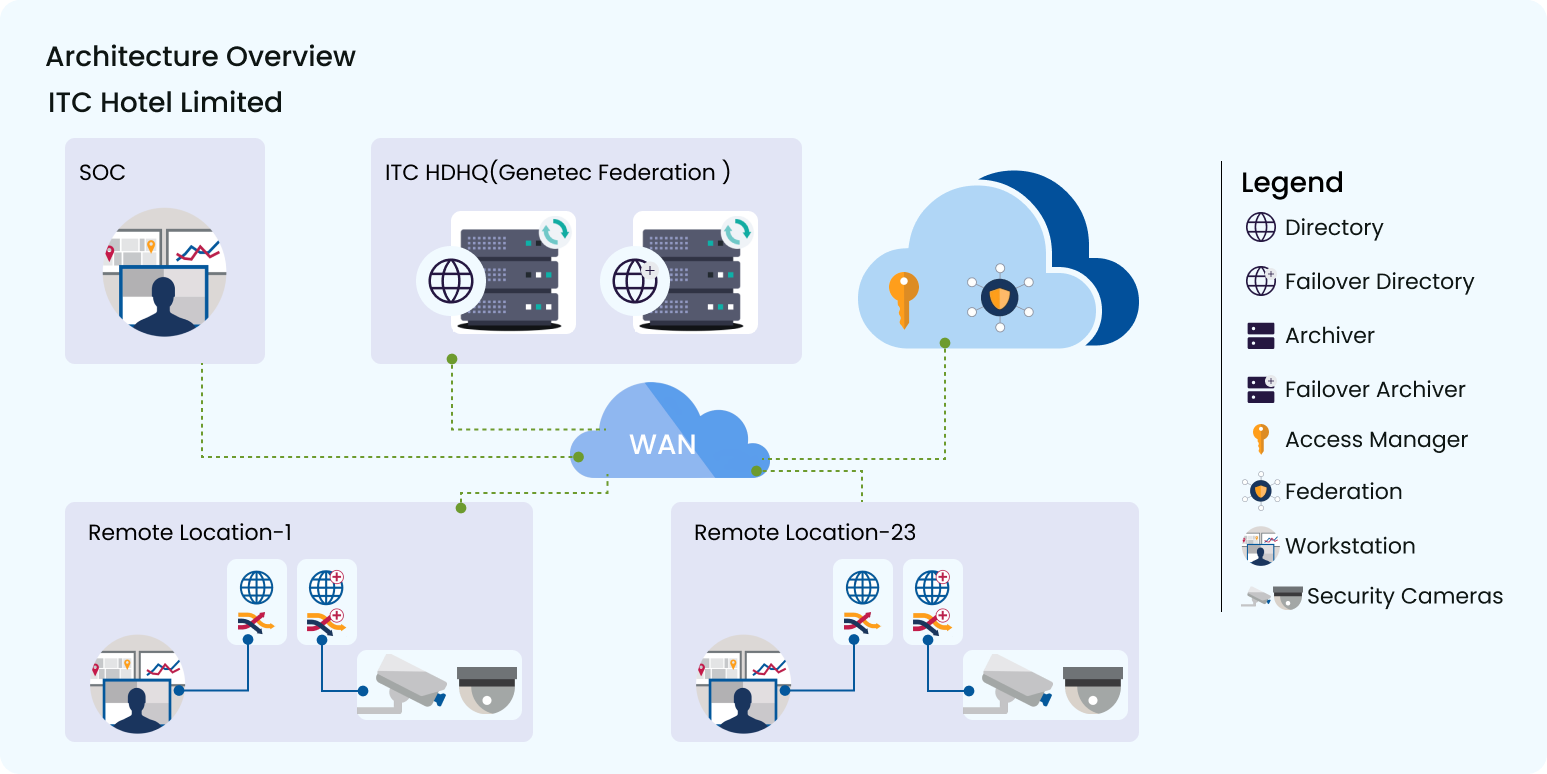 Architecture Overview
ITC Hotel Limited
SOC
ITC HDHQ(Genetec Federation )
WAN
Remote Location-1
Remote Location-23
Legend
Directory
Failover Directory
Archiver
Failover Archiver
Access Manager
Federation
Workstation
Security Cameras